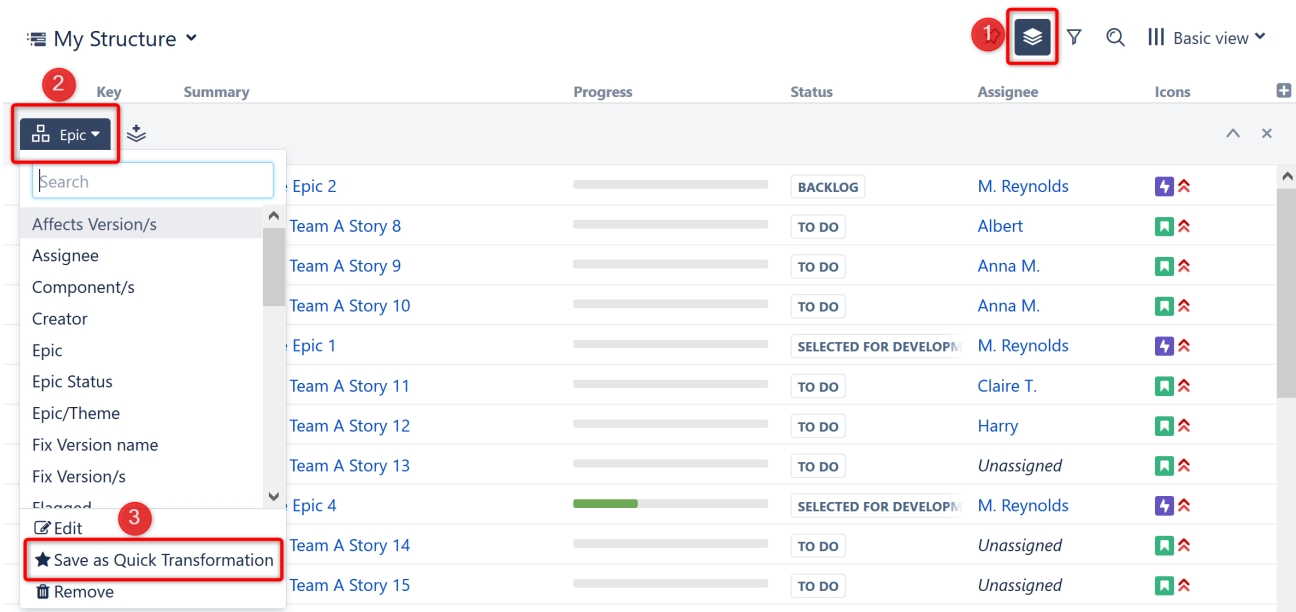 My Structure
1
Basic view
2
Key Summary Progress Status Assignee Icons
Epic
Search
Affects Version/s
Assignee
Component/s
Creator
Epic
Epic Status
Epic/Theme
Fix Version name
Fix Version/s
Flagged
3
Edit
Save as Quick Transformation
Remove
Epic 2 BACKLOG M. Reynolds
Team A Story 8 TO DO Albert
Team A Story 9 TO DO Anna M.
Team A Story 10 TO DO Anna M.
Epic 1 SELECTED FOR DEVELOPM M. Reynolds
Team A Story 11 TO DO Claire T.
Team A Story 12 TO DO Harry
Team A Story 13 TO DO Unassigned
Epic 4 SELECTED FOR DEVELOPM M. Reynolds
Team A Story 14 TO DO Unassigned
Team A Story 15 TO DO Unassigned